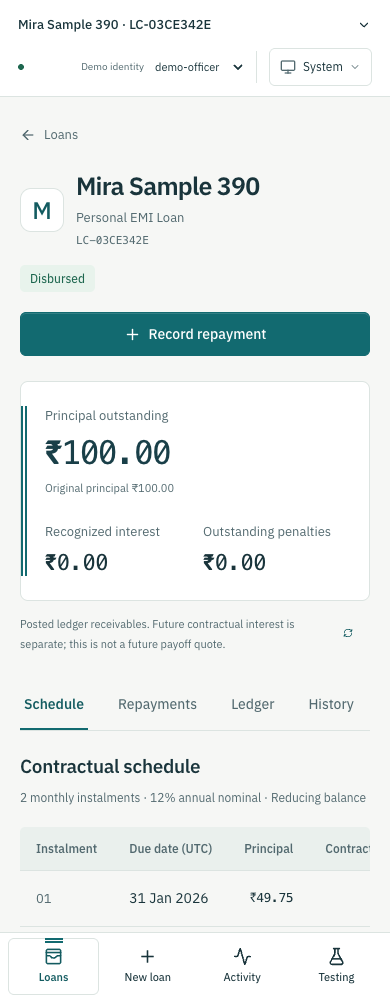 Mira Sample 390 · LC-03CE342E
Demo identity demo-officer System
Loans
M
Mira Sample 390
Personal EMI Loan
LC-03CE342E
Disbursed
Record repayment
Principal outstanding
₹100.00
Original principal ₹100.00
Recognized interest Outstanding penalties
₹0.00 ₹0.00
Posted ledger receivables. Future contractual interest is
separate; this is not a future payoff quote.
Schedule Repayments Ledger History
Contractual schedule
2 monthly instalments · 12% annual nominal · Reducing balance
Instalment Due date (UTC) Principal Contract
01 31 Jan 2026 ₹49.75
Loans New loan Activity Testing